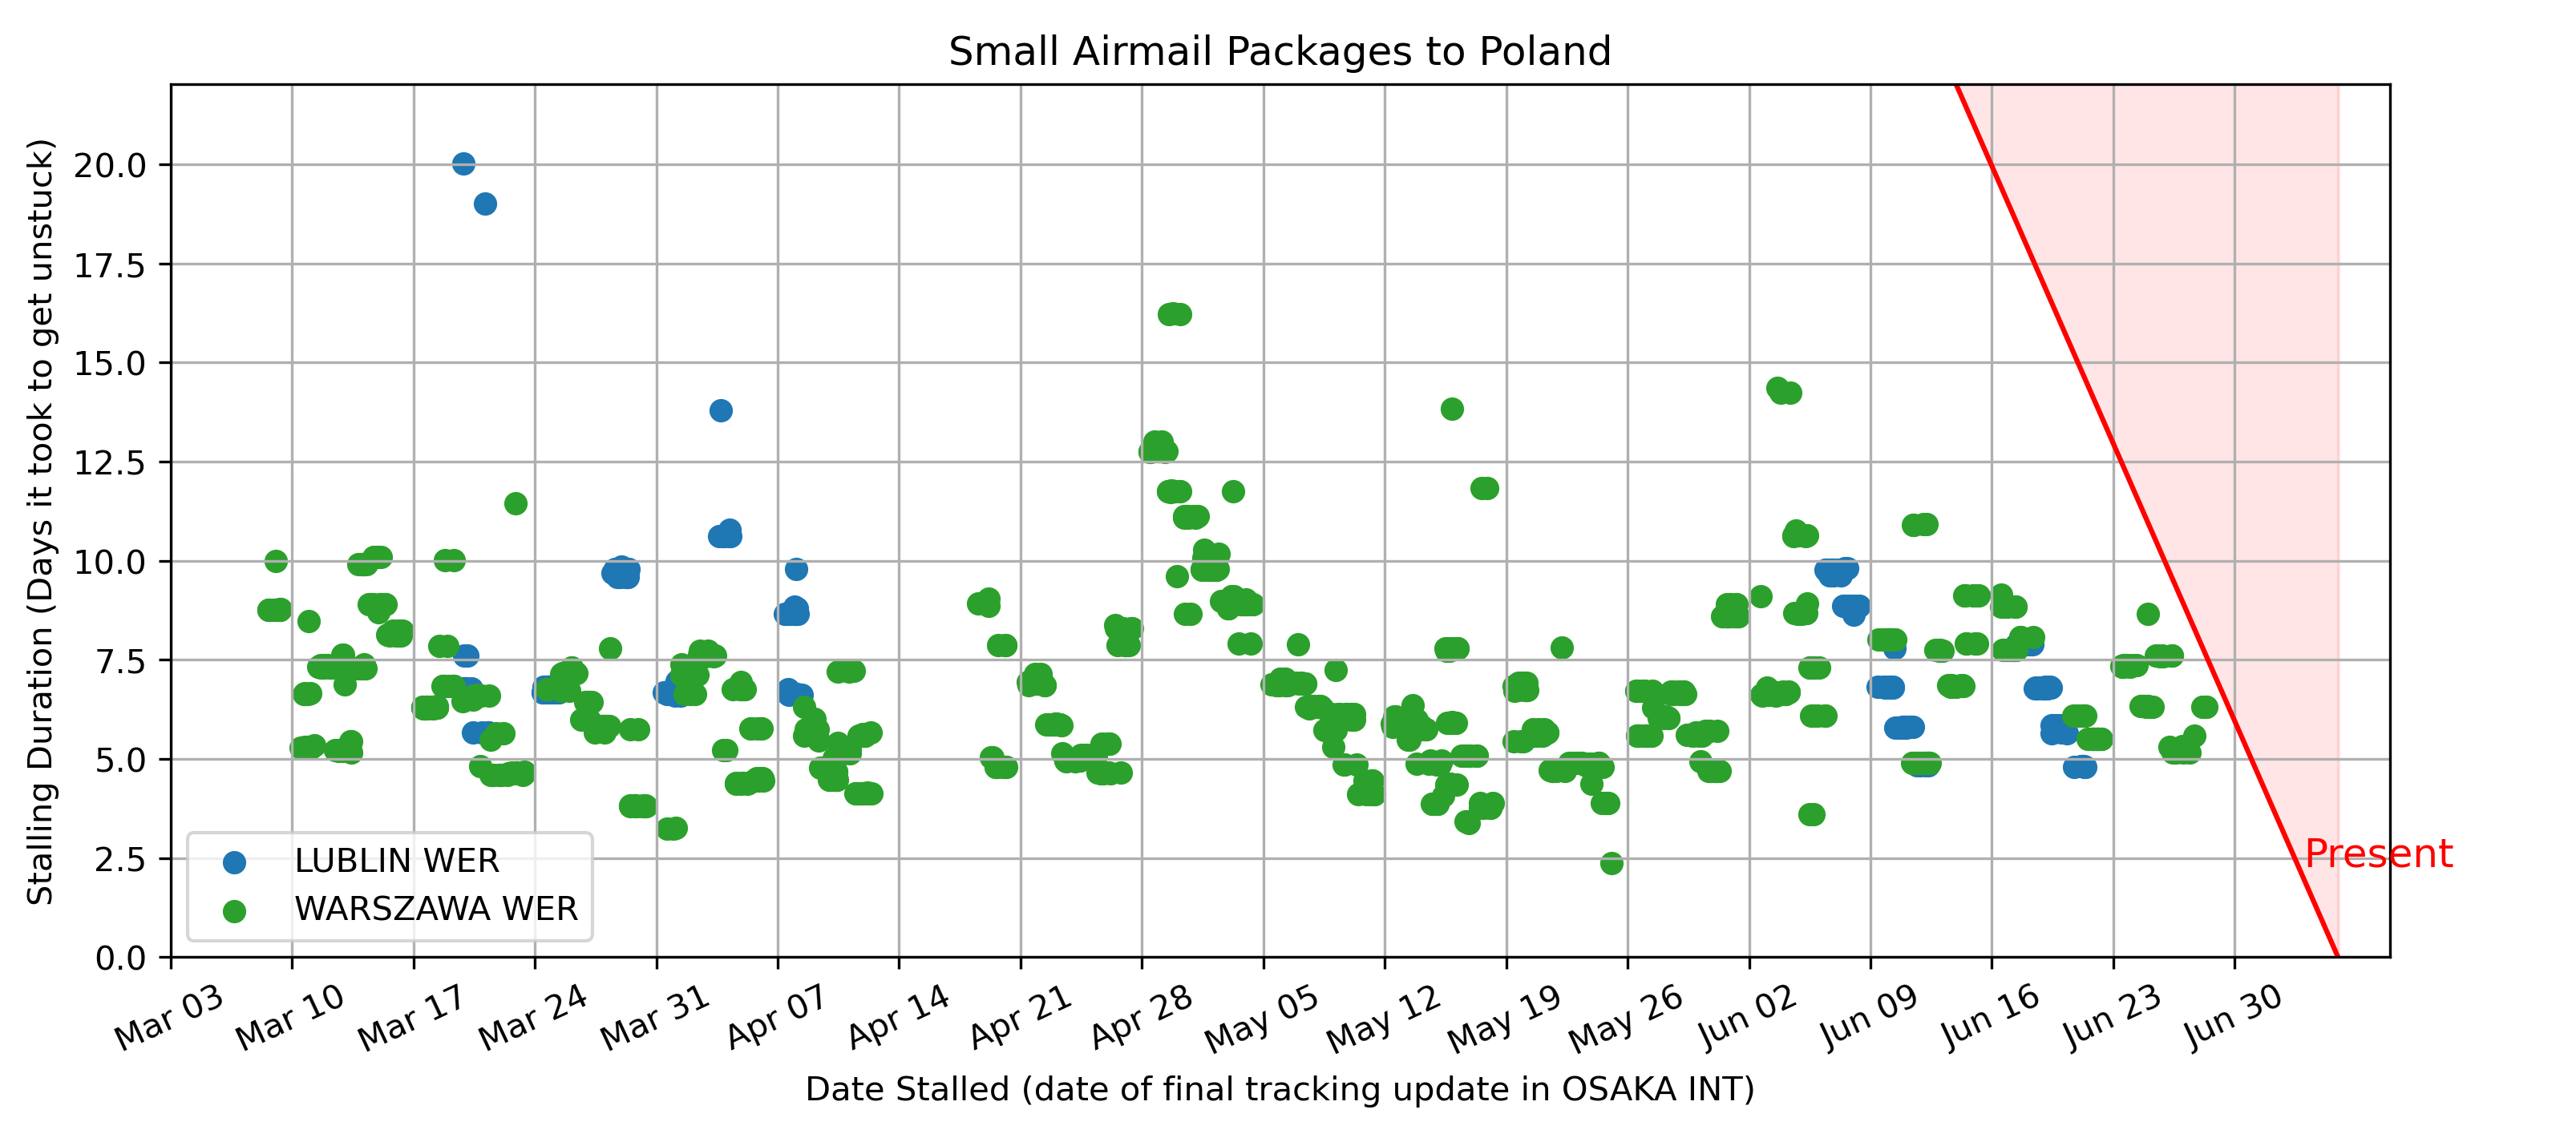 Small Airmail Packages to Poland
Stalling Duration (Days it took to get unstuck)
20.0
17.5
15.0
12.5
10.0
7.5
5.0
2.5
0.0
LUBLIN WER
WARSZAWA WER
Present
Mar 03
Mar 10
Mar 17
Mar 24
Mar 31
Apr 07
Apr 14
Apr 21
Apr 28
May 05
May 12
May 19
May 26
Jun 02
Jun 09
Jun 16
Jun 23
Jun 30
Date Stalled (date of final tracking update in OSAKA INT)